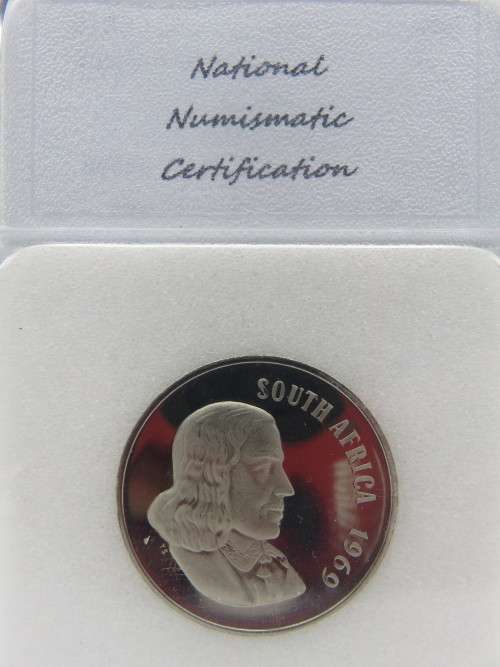 National
Numismatic
Certification
SOUTH AFRICA 1969